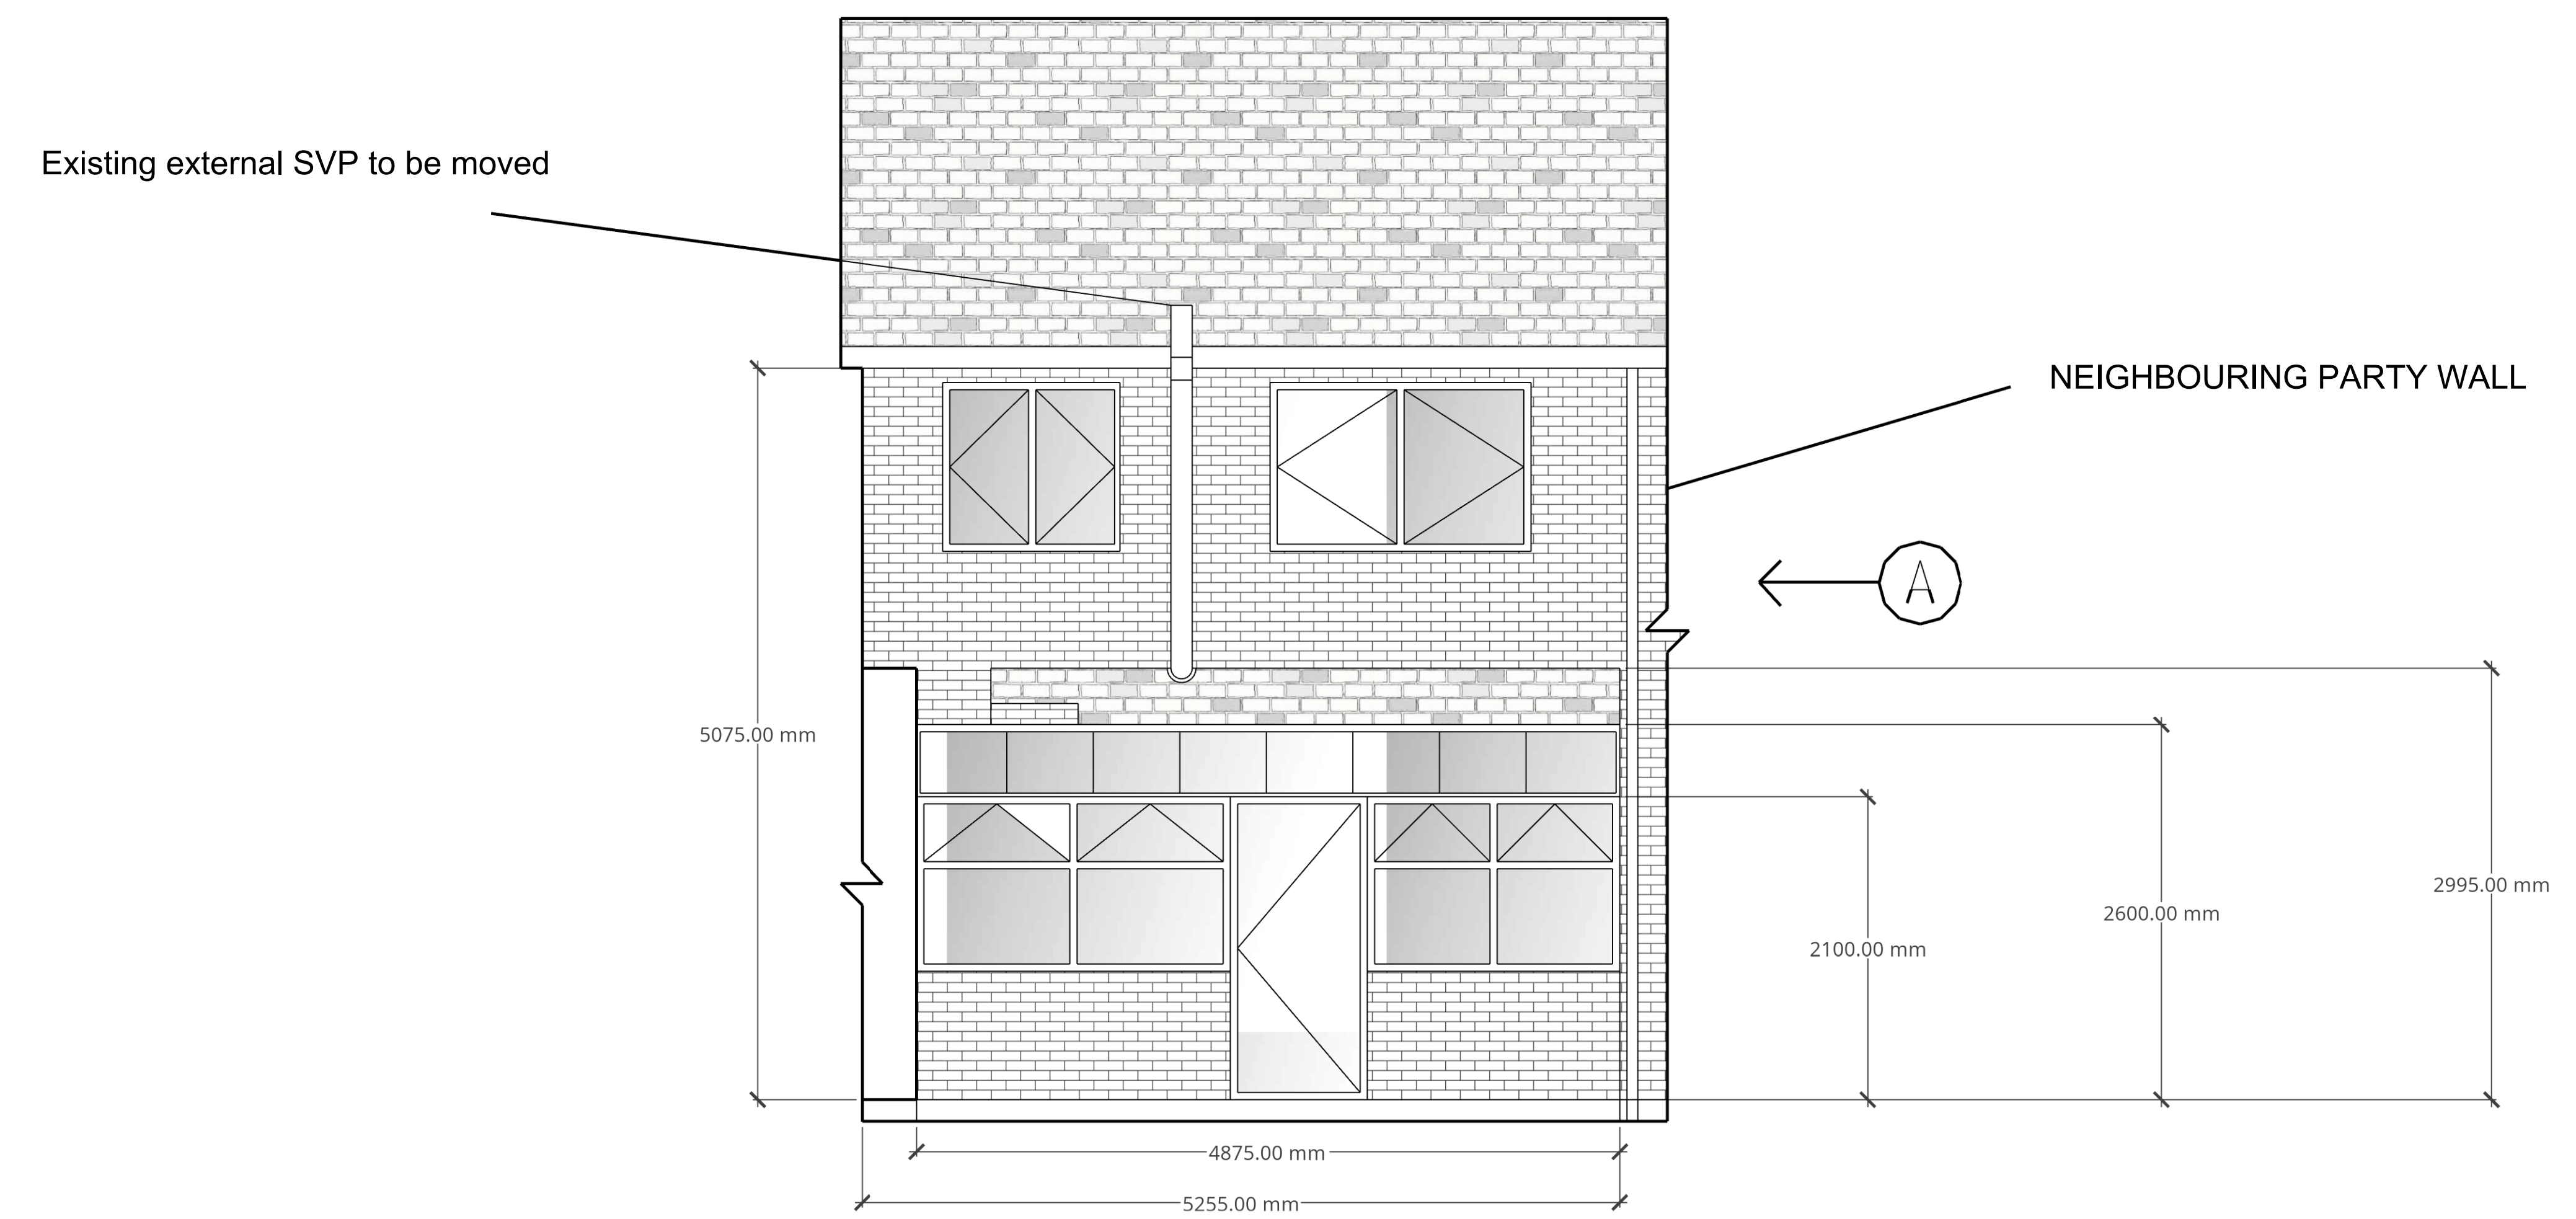 Existing external SVP to be moved
NEIGHBOURING PARTY WALL
A
5075.00 mm
2995.00 mm
2600.00 mm
2100.00 mm
4875.00 mm
5255.00 mm